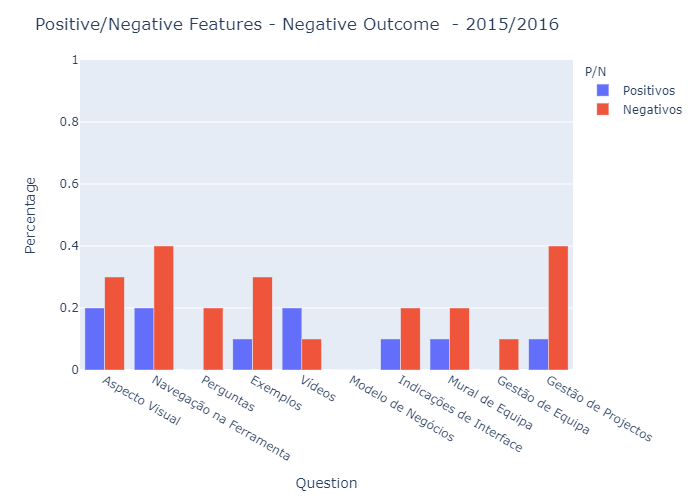 Positive/Negative Features - Negative Outcome  - 2015/2016
P/N
Positivos
Negativos
Percentage
1
0.8
0.6
0.4
0.2
0
Aspecto Visual
Navegação na Ferramenta
Perguntas
Exemplos
Vídeos
Modelo de Negócios
Indicações de Interface
Mural de Equipa
Gestão de Equipa
Gestão de Projectos
Question